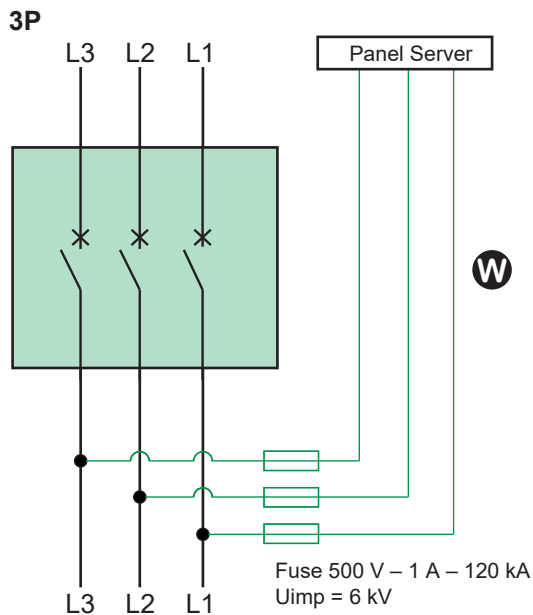 3P
L3 L2 L1
Panel Server
W
Fuse 500 V – 1 A – 120 kA
Uimp = 6 kV
L3 L2 L1